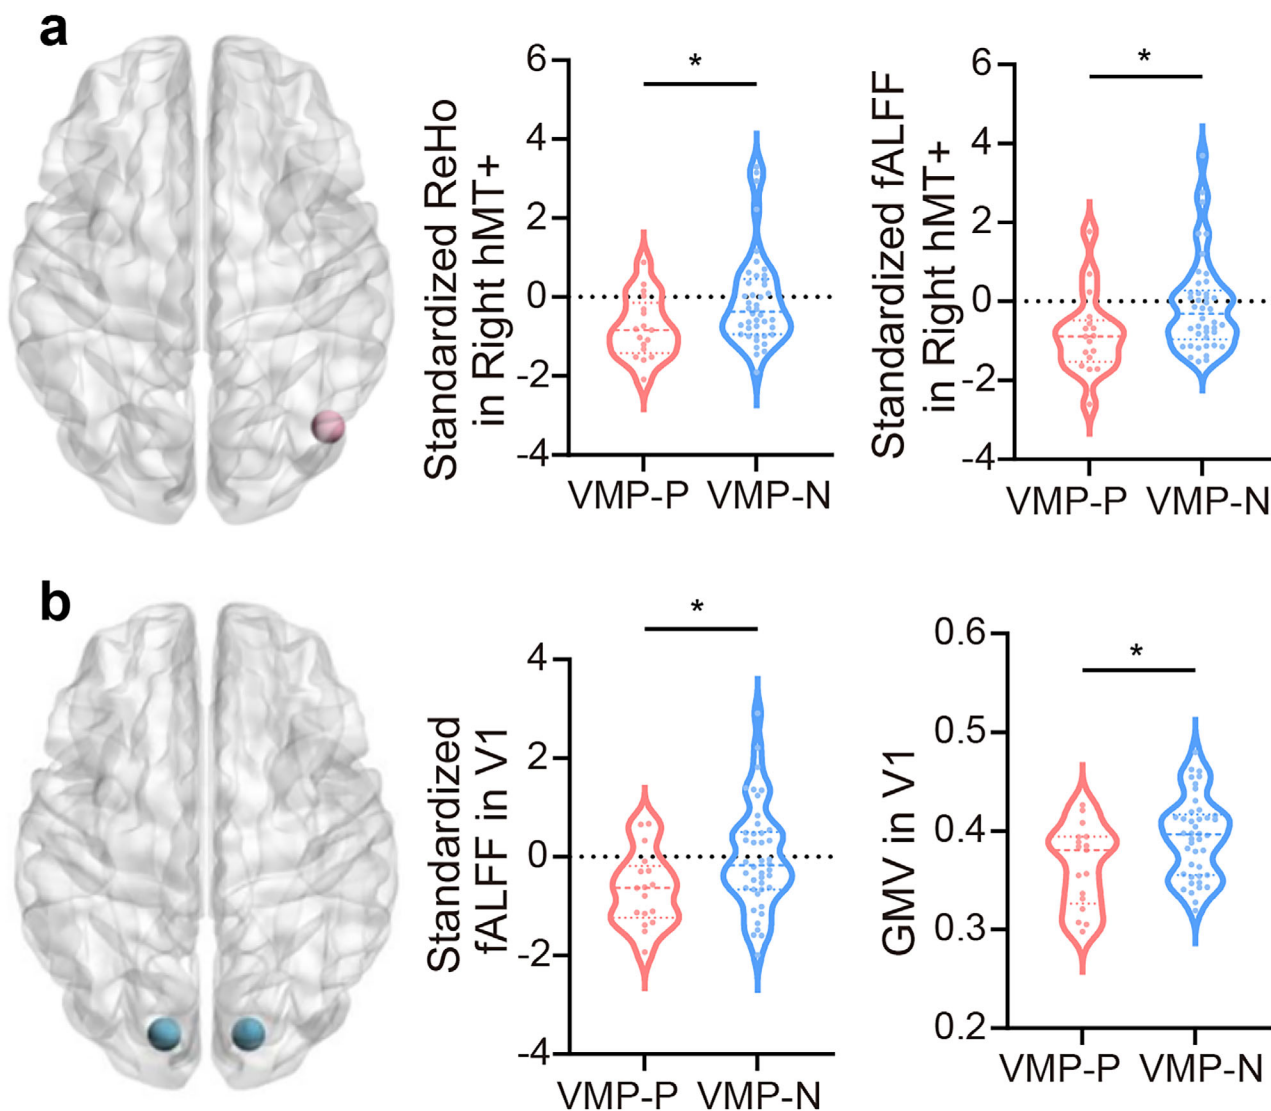 a
Standardized ReHo
in Right hMT+
6
4
2
0
-2
-4
*
VMP-P
VMP-N
Standardized fALFF
in Right hMT+
6
4
2
0
-2
-4
*
VMP-P
VMP-N
b
Standardized
fALFF in V1
4
2
0
-2
-4
*
VMP-P
VMP-N
GMV in V1
0.6
0.5
0.4
0.3
0.2
*
VMP-P
VMP-N